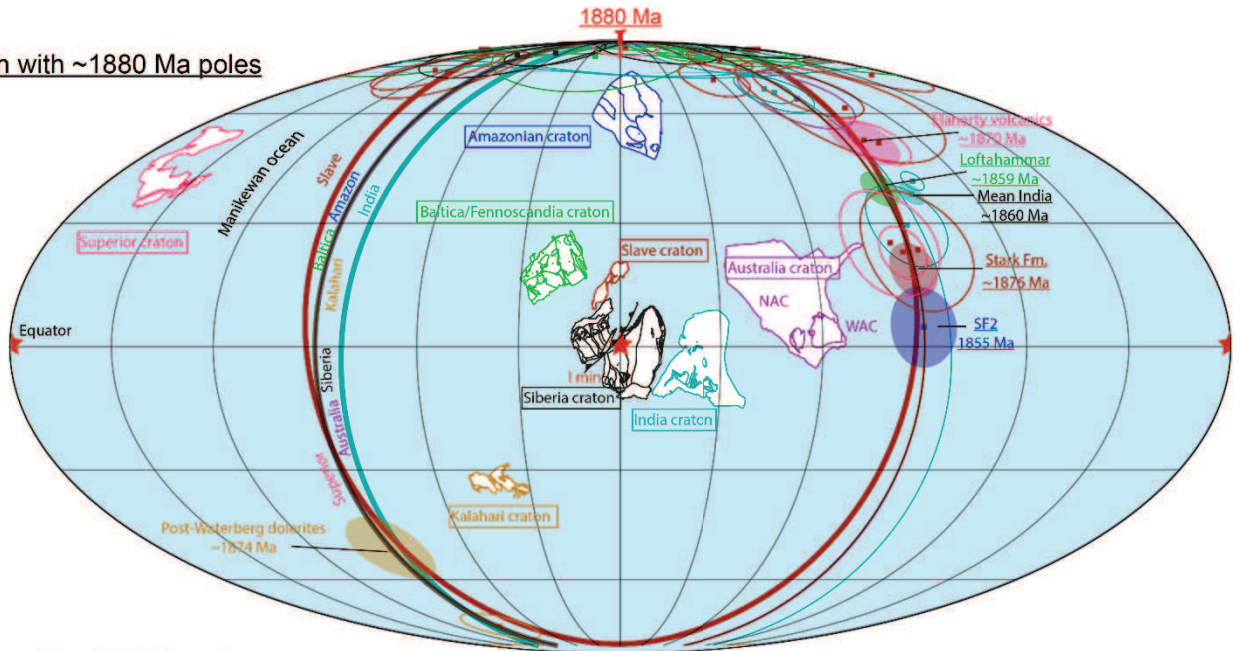 1880 Ma
n with ~1880 Ma poles
Amazonian craton
Flaherty volcanics
~1870 Ma
Loftahammar
~1859 Ma
Mean India
~1860 Ma
Manikewan ocean
Slave
Amazon
India
Baltica
Kalahari
Superior craton
Baltica/Fennoscandia craton
Slave craton
Australia craton
NAC
WAC
Stark Fm.
~1876 Ma
SF2
1855 Ma
Equator
Siberia
Australia
Superior
Siberia craton
India craton
Kalahari craton
Post-Waterberg dolerites
~1874 Ma